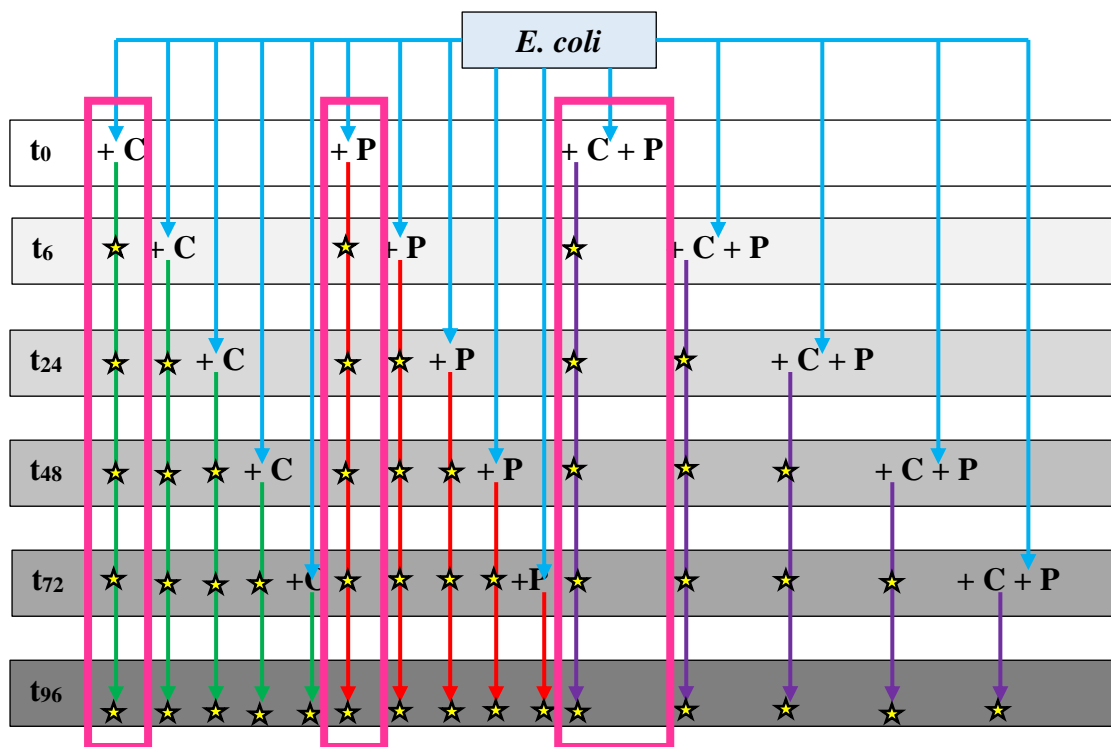 E. coli
t0 + C + P + C + P
t6 + C + P + C + P
t24 + C + P + C + P
t48 + C + P + C + P
t72 +C +P + C + P
t96